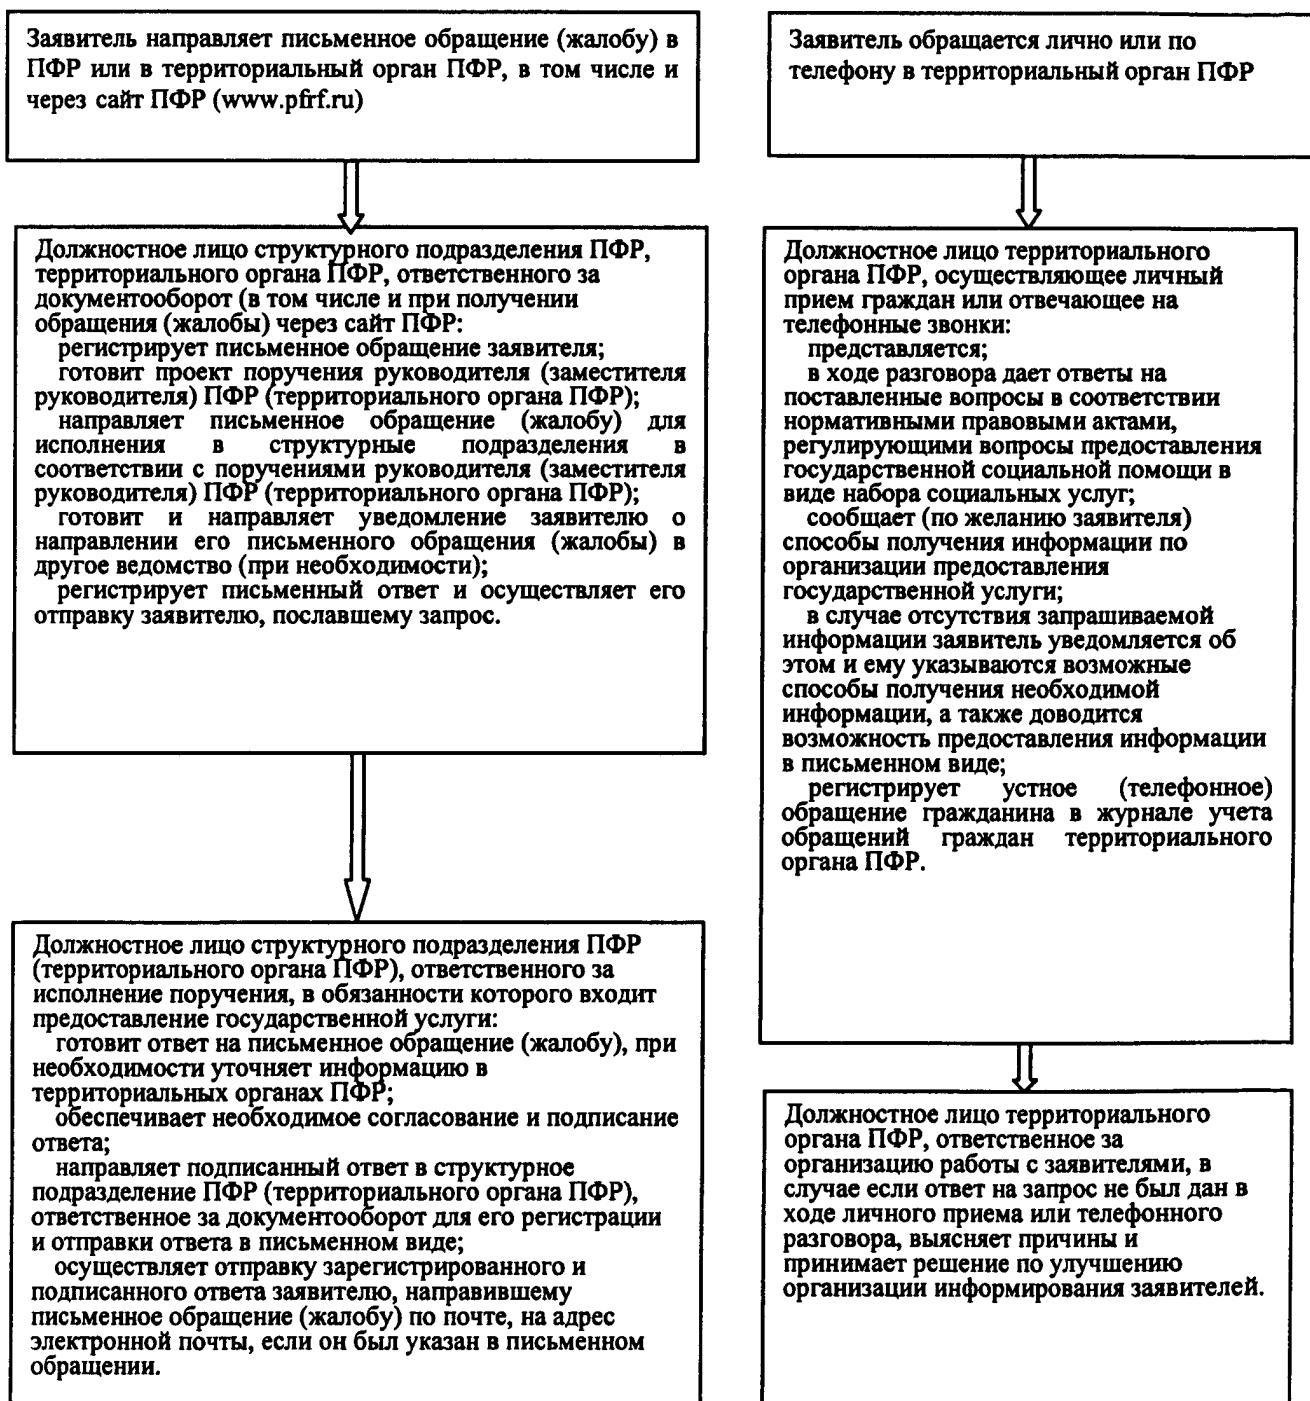 Заявитель направляет письменное обращение (жалобу) в
ПФР или в территориальный орган ПФР, в том числе и
через сайт ПФР (www.pfrf.ru)
Должностное лицо структурного подразделения ПФР,
территориального органа ПФР, ответственного за
документооборот (в том числе и при получении
обращения (жалобы) через сайт ПФР:
регистрирует письменное обращение заявителя;
готовит проект поручения руководителя (заместителя
руководителя) ПФР (территориального органа ПФР);
направляет письменное обращение (жалобу) для
исполнения в структурные подразделения в
соответствии с поручениями руководителя (заместителя
руководителя) ПФР (территориального органа ПФР);
готовит и направляет уведомление заявителю о
направлении его письменного обращения (жалобы) в
другое ведомство (при необходимости);
регистрирует письменный ответ и осуществляет его
отправку заявителю, пославшему запрос.
Должностное лицо структурного подразделения ПФР
(территориального органа ПФР), ответственного за
исполнение поручения, в обязанности которого входит
предоставление государственной услуги:
готовит ответ на письменное обращение (жалобу), при
необходимости уточняет информацию в
территориальных органах ПФР;
обеспечивает необходимое согласование и подписание
ответа;
направляет подписанный ответ в структурное
подразделение ПФР (территориального органа ПФР),
ответственное за документооборот для его регистрации
и отправки ответа в письменном виде;
осуществляет отправку зарегистрированного и
подписанного ответа заявителю, направившему
письменное обращение (жалобу) по почте, на адрес
электронной почты, если он был указан в письменном
обращении.
Заявитель обращается лично или по
телефону в территориальный орган ПФР
Должностное лицо территориального
органа ПФР, осуществляющее личный
прием граждан или отвечающее на
телефонные звонки:
представляется;
в ходе разговора дает ответы на
поставленные вопросы в соответствии
нормативными правовыми актами,
регулирующими вопросы предоставления
государственной социальной помощи в
виде набора социальных услуг;
сообщает (по желанию заявителя)
способы получения информации по
организации предоставления
государственной услуги;
в случае отсутствия запрашиваемой
информации заявитель уведомляется об
этом и ему указываются возможные
способы получения необходимой
информации, а также доводится
возможность предоставления информации
в письменном виде;
регистрирует устное (телефонное)
обращение гражданина в журнале учета
обращений граждан территориального
органа ПФР.
Должностное лицо территориального
органа ПФР, ответственное за
организацию работы с заявителями, в
случае если ответ на запрос не был дан в
ходе личного приема или телефонного
разговора, выясняет причины и
принимает решение по улучшению
организации информирования заявителей.